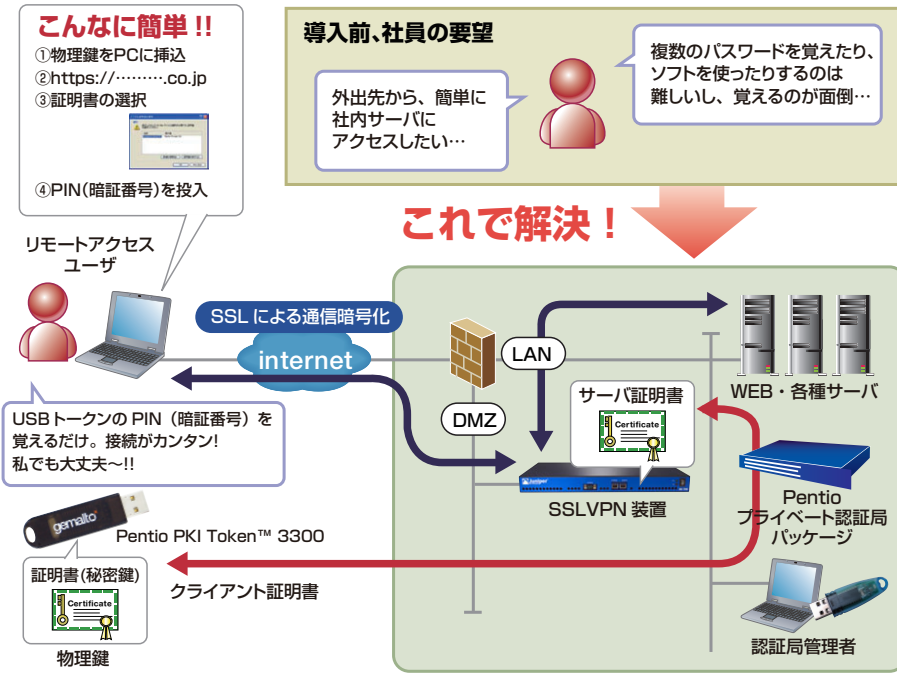 こんなに簡単!!
①物理鍵をPCに挿込
②https://……….co.jp
③証明書の選択
④PIN(暗証番号)を投入
導入前、社員の要望
外出先から、簡単に
社内サーバに
アクセスしたい…
複数のパスワードを覚えたり、
ソフトを使ったりするのは
難しいし、覚えるのが面倒…
これで解決!
リモートアクセス
ユーザ
SSLによる通信暗号化
internet
LAN
DMZ
WEB・各種サーバ
サーバ証明書
Certificate
USBトークンのPIN(暗証番号)を
覚えるだけ。接続がカンタン!
私でも大丈夫〜!!
Juniper
SSLVPN 装置
Pentio
プライベート認証局
パッケージ
gemalto
Pentio PKI Token™ 3300
証明書(秘密鍵)
Certificate
物理鍵
クライアント証明書
認証局管理者